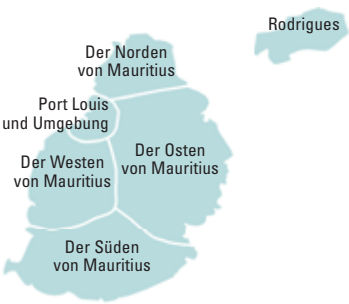 Rodrigues
Der Norden
von Mauritius
Port Louis
und Umgebung
Der Osten
von Mauritius
Der Westen
von Mauritius
Der Süden
von Mauritius